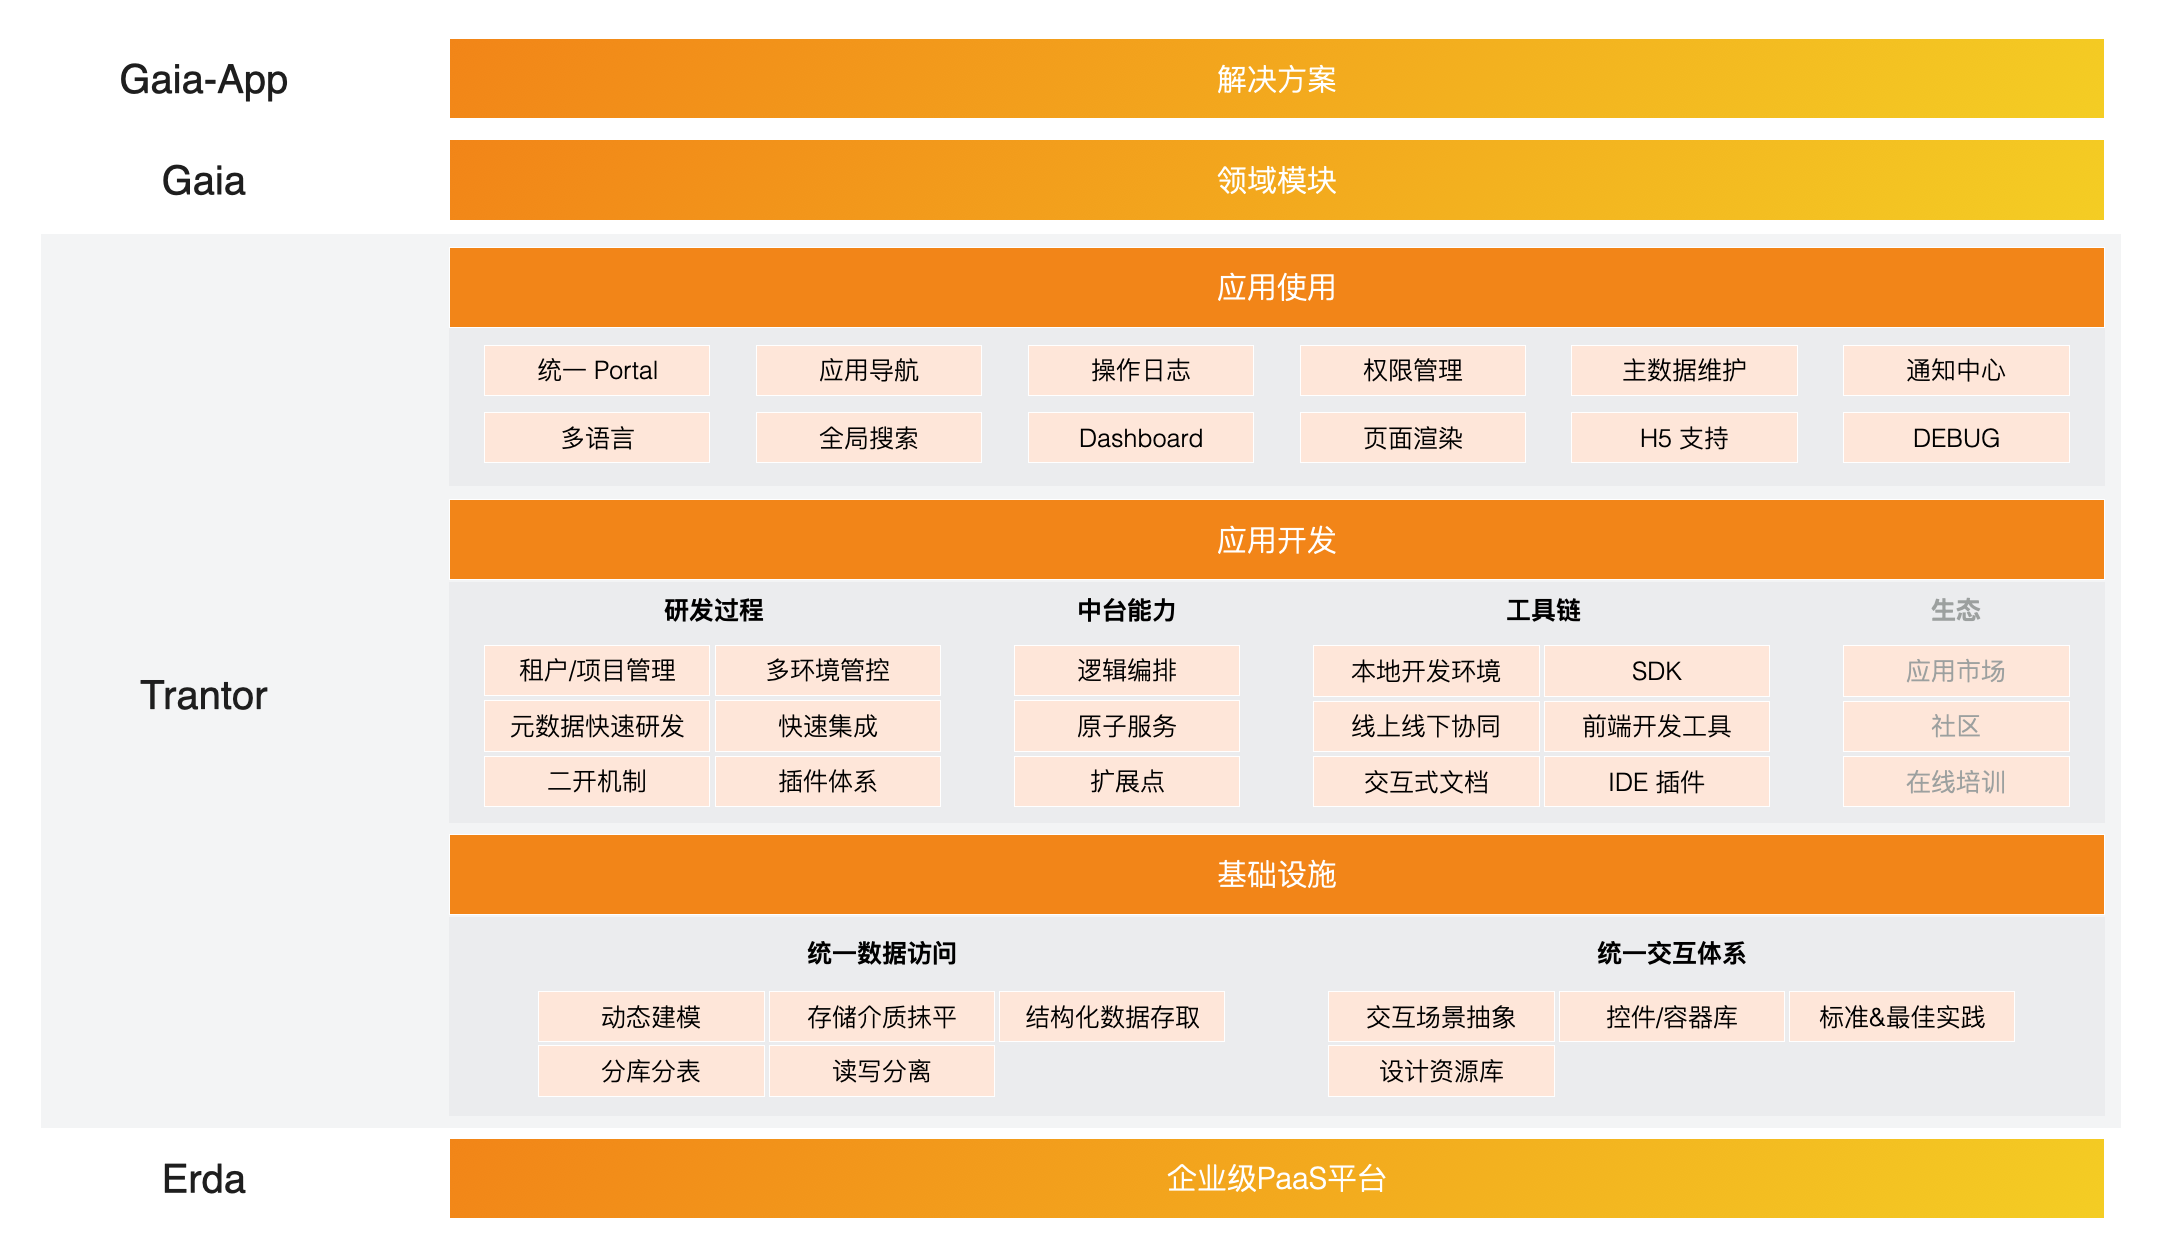 Gaia-App
解决方案
Gaia
领域模块
Trantor
应用使用
统一 Portal
应用导航
操作日志
权限管理
主数据维护
通知中心
多语言
全局搜索
Dashboard
页面渲染
H5 支持
DEBUG
应用开发
研发过程
中台能力
工具链
生态
租户/项目管理
多环境管控
逻辑编排
本地开发环境
SDK
应用市场
元数据快速研发
快速集成
原子服务
线上线下协同
前端开发工具
社区
二开机制
插件体系
扩展点
交互式文档
IDE 插件
在线培训
基础设施
统一数据访问
统一交互体系
动态建模
存储介质抹平
结构化数据存取
交互场景抽象
控件/容器库
标准&最佳实践
分库分表
读写分离
设计资源库
Erda
企业级PaaS平台